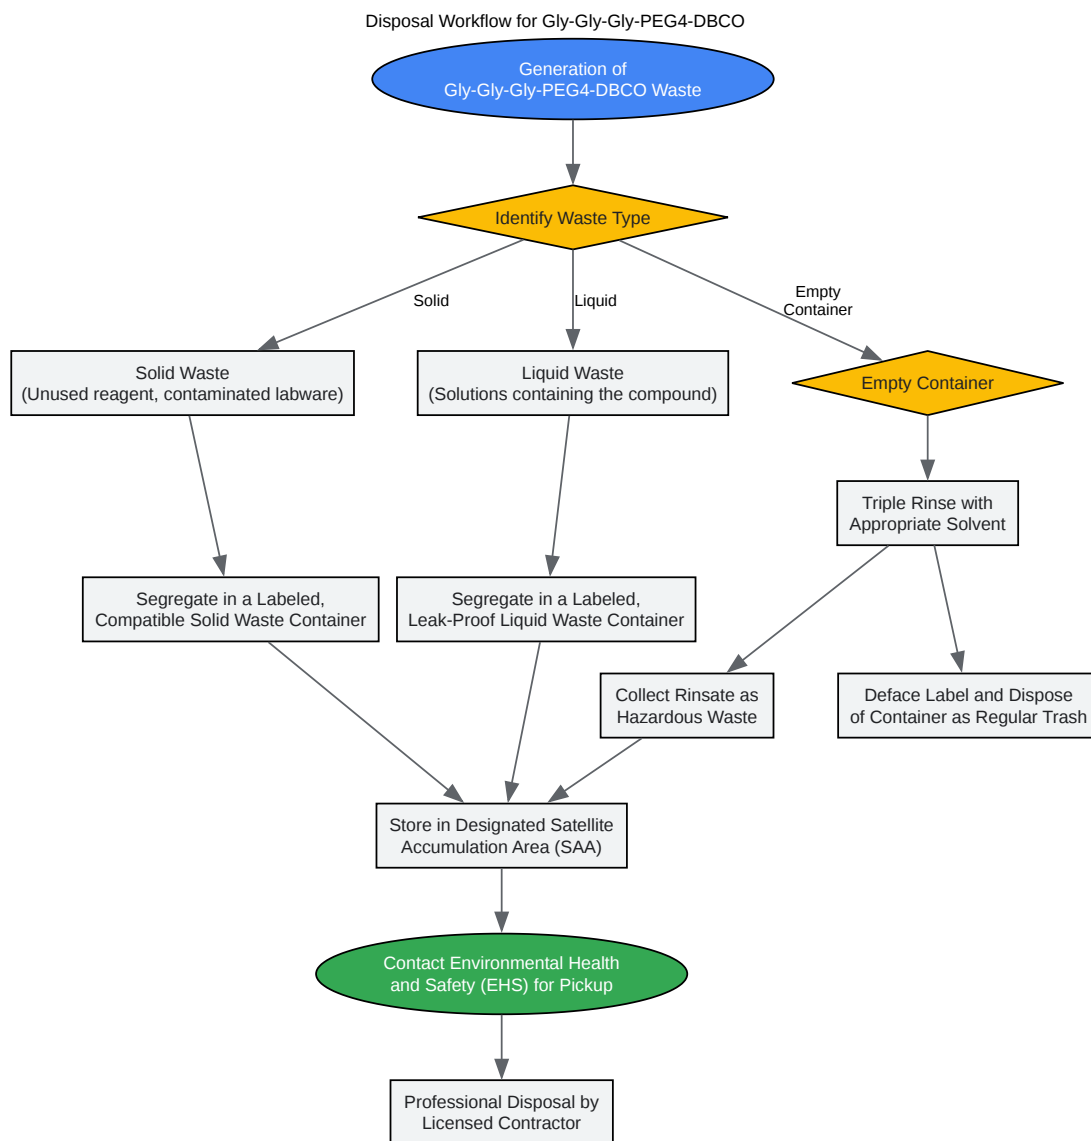 Disposal Workflow for Gly-Gly-Gly-PEG4-DBCO
Generation of
Gly-Gly-Gly-PEG4-DBCO Waste
Identify Waste Type
Solid
Liquid
Empty
Container
Solid Waste
(Unused reagent, contaminated labware)
Liquid Waste
(Solutions containing the compound)
Empty Container
Triple Rinse with
Appropriate Solvent
Segregate in a Labeled,
Compatible Solid Waste Container
Segregate in a Labeled,
Leak-Proof Liquid Waste Container
Collect Rinsate as
Hazardous Waste
Deface Label and Dispose
of Container as Regular Trash
Store in Designated Satellite
Accumulation Area (SAA)
Contact Environmental Health
and Safety (EHS) for Pickup
Professional Disposal by
Licensed Contractor